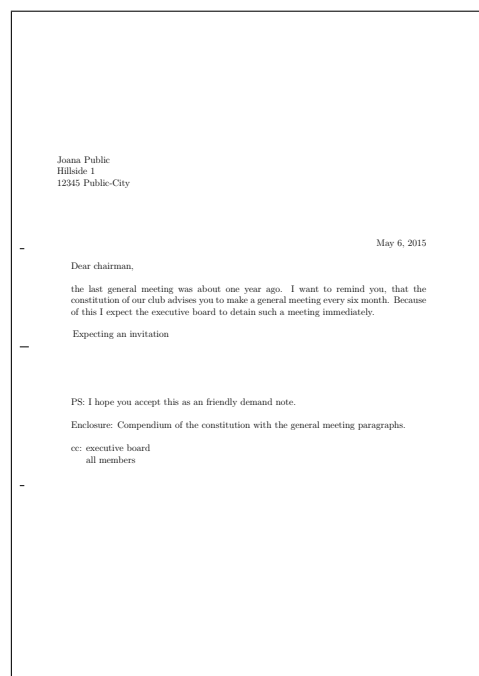 Joana Public
Hillside 1
12345 Public-City
May 6, 2015
Dear chairman,
the last general meeting was about one year ago. I want to remind you, that the
constitution of our club advises you to make a general meeting every six month. Because
of this I expect the executive board to detain such a meeting immediately.
Expecting an invitation
PS: I hope you accept this as an friendly demand note.
Enclosure: Compendium of the constitution with the general meeting paragraphs.
cc: executive board
all members